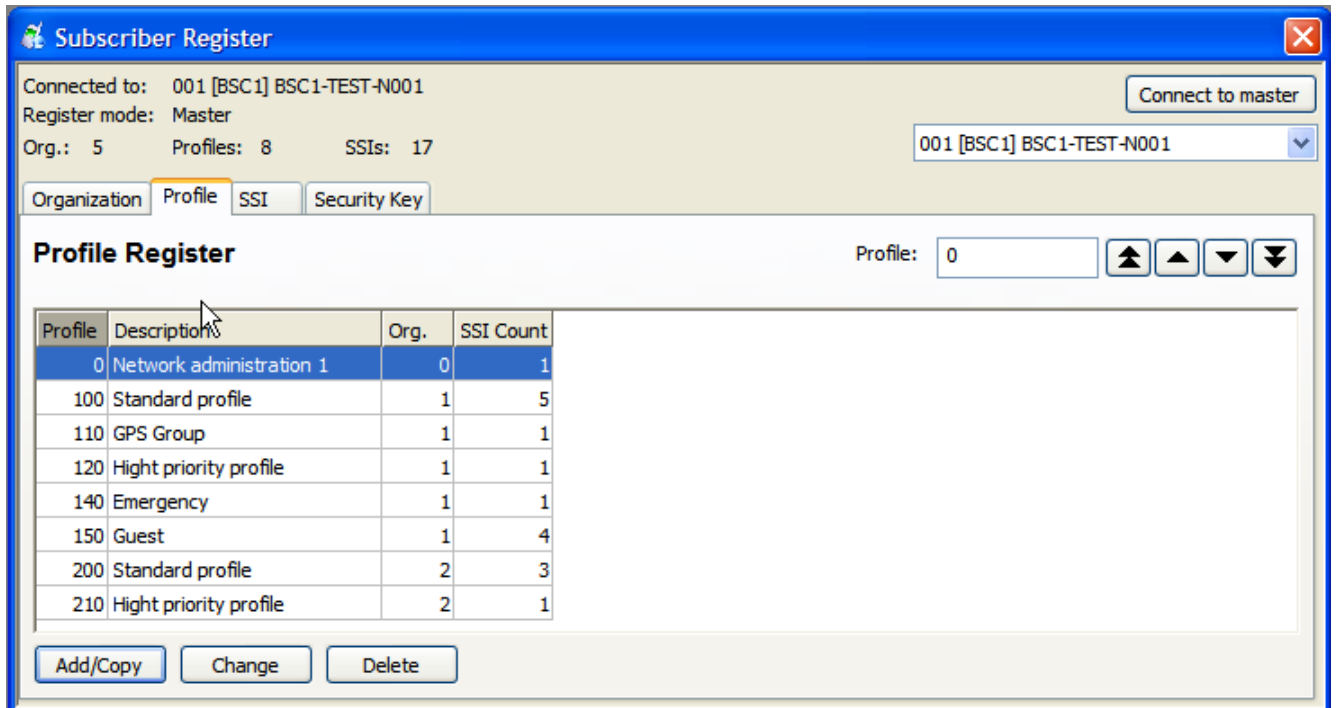 Subscriber Register
Connected to: 001 [BSC1] BSC1-TEST-N001
Connect to master
Register mode: Master
Org.: 5 Profiles: 8 SSIs: 17
001 [BSC1] BSC1-TEST-N001
Organization Profile SSI Security Key
Profile Register
Profile: 0
Profile Description Org. SSI Count
0 Network administration 1 0 1
100 Standard profile 1 5
110 GPS Group 1 1
120 Hight priority profile 1 1
140 Emergency 1 1
150 Guest 1 4
200 Standard profile 2 3
210 Hight priority profile 2 1
Add/Copy Change Delete